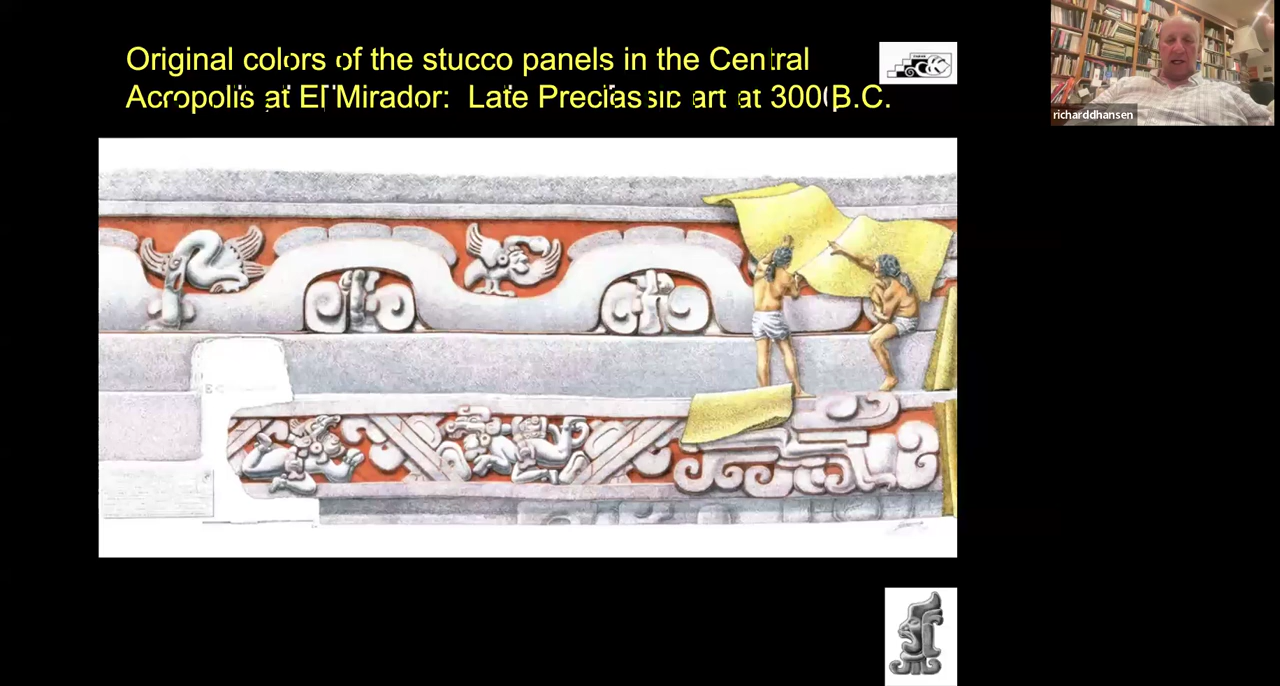 Original colors of the stucco panels in the Central
Acropolis at El Mirador: Late Preclassic art at 300 B.C.
richarddhansen